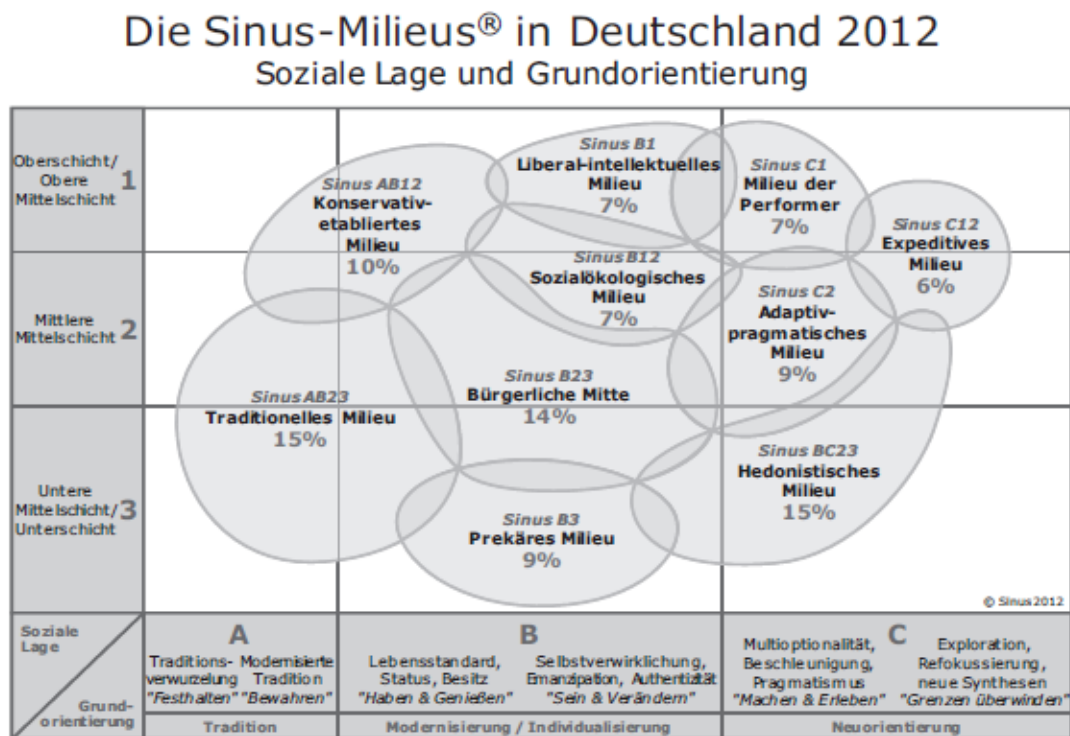 Die Sinus-Milieus® in Deutschland 2012
Soziale Lage und Grundorientierung
Oberschicht/
Obere
Mittelschicht
1
Mittlere
Mittelschicht
2
Untere
Mittelschicht/
Unterschicht
3
Sinus AB12
Konservativ-
etabliertes
Milieu
10%
Sinus B1
Liberal-intellektuelles
Milieu
7%
Sinus C1
Milieu der
Performer
7%
Sinus C12
Expeditives
Milieu
6%
Sinus B12
Sozialökologisches
Milieu
7%
Sinus C2
Adaptiv-
pragmatisches
Milieu
9%
Sinus AB23
Traditionelles Milieu
15%
Sinus B23
Bürgerliche Mitte
14%
Sinus BC23
Hedonistisches
Milieu
15%
Sinus B3
Prekäres Milieu
9%
© Sinus 2012
Soziale
Lage
Grund-
orientierung
A
Traditions-
verwurzelung
"Festhalten"
Modernisierte
Tradition
"Bewahren"
B
Lebensstandard,
Status, Besitz
"Haben & Genießen"
Selbstverwirklichung,
Emanzipation, Authentizität
"Sein & Verändern"
C
Multioptionalität,
Beschleunigung,
Pragmatismus
"Machen & Erleben"
Exploration,
Refokussierung,
neue Synthesen
"Grenzen überwinden"
Tradition
Modernisierung / Individualisierung
Neuorientierung